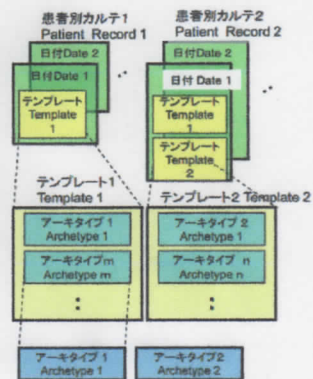 患者別カルテ1
Patient Record 1
日付Date 2
日付Date 1
テンプレート
Template
1
患者別カルテ2
Patient Record 2
日付Date 2
日付 Date 1
テンプレート
Template
1
テンプレート
Template
2
テンプレート1
Template 1
アーキタイプ 1
Archetype 1
アーキタイプm
Archetype m
テンプレート2 Template 2
アーキタイプ 2
Archetype 1
アーキタイプ n
Archetype n
アーキタイプ 1
Archetype 1
アーキタイプ2
Archetype 2